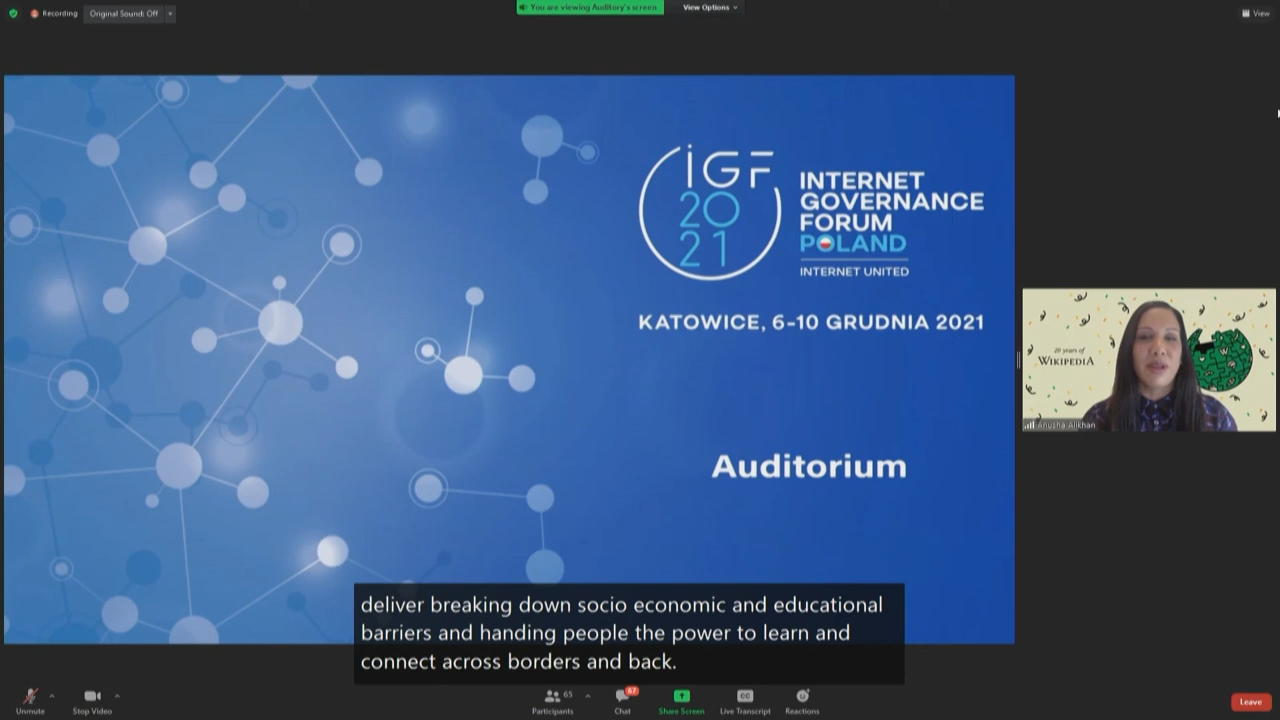 Recording
Original Sound: Off
You are viewing Auditory's screen
View Options
View
iGF
20
21
INTERNET
GOVERNANCE
FORUM
POLAND
INTERNET UNITED
KATOWICE, 6-10 GRUDNIA 2021
Auditorium
20 years of
WIKIPEDIA
Anusha Alikhan
deliver breaking down socio economic and educational
barriers and handing people the power to learn and
connect across borders and back.
Unmute
Stop Video
Participants
65
Chat
67
Share Screen
CC
Live Transcript
Reactions
Leave